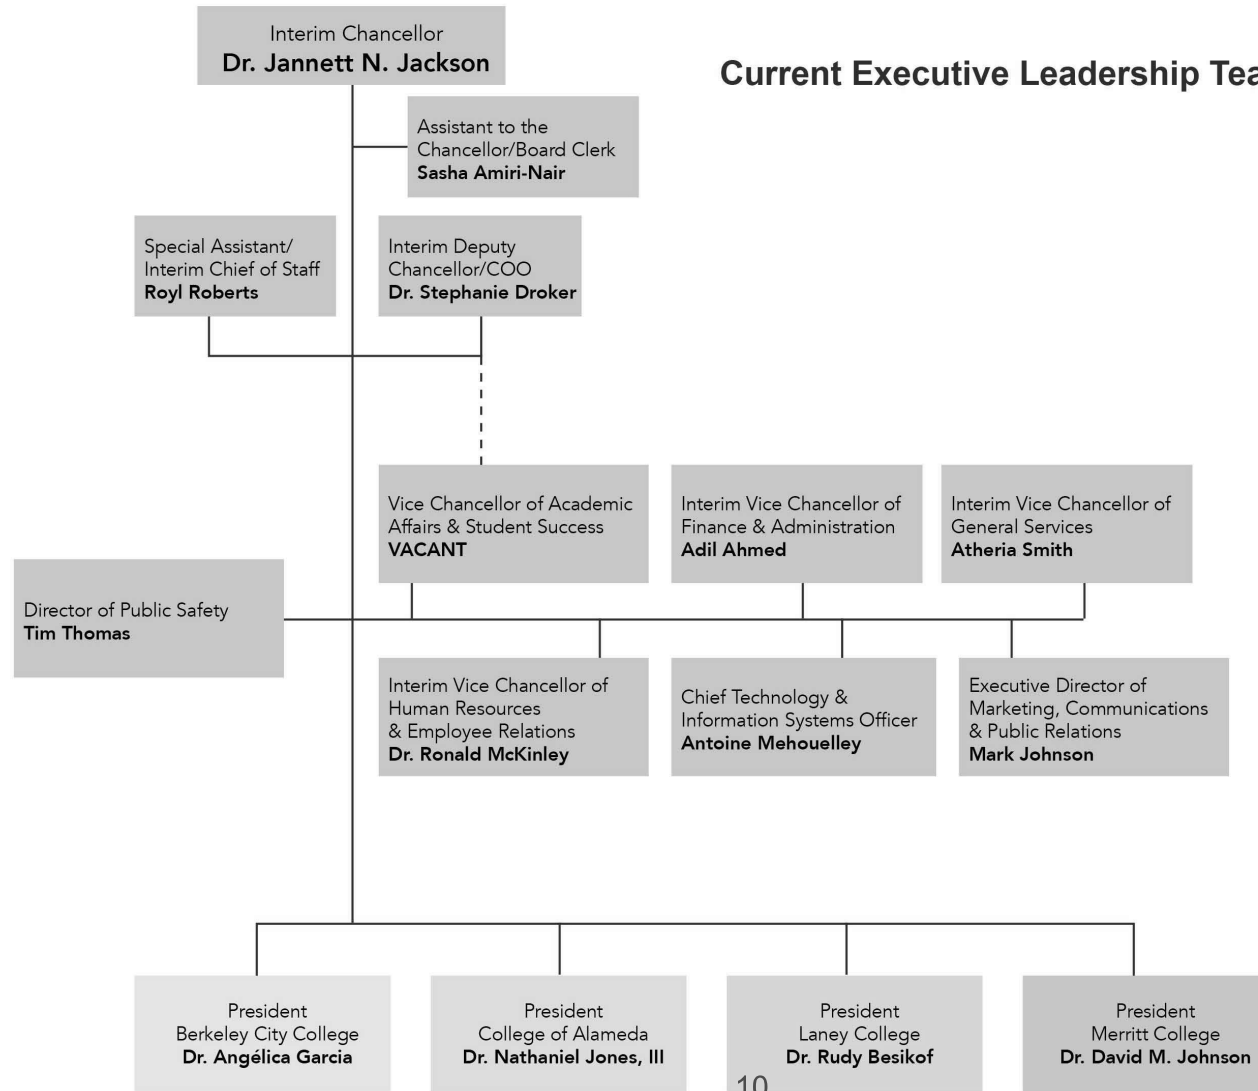 Interim Chancellor
Dr. Jannett N. Jackson
Current Executive Leadership Tea
Assistant to the
Chancellor/Board Clerk
Sasha Amiri-Nair
Special Assistant/
Interim Chief of Staff
Royl Roberts
Interim Deputy
Chancellor/COO
Dr. Stephanie Droker
Vice Chancellor of Academic
Affairs & Student Success
VACANT
Interim Vice Chancellor of
Finance & Administration
Adil Ahmed
Interim Vice Chancellor of
General Services
Atheria Smith
Director of Public Safety
Tim Thomas
Interim Vice Chancellor of
Human Resources
& Employee Relations
Dr. Ronald McKinley
Chief Technology &
Information Systems Officer
Antoine Mehouelley
Executive Director of
Marketing, Communications
& Public Relations
Mark Johnson
President
Berkeley City College
Dr. Angélica Garcia
President
College of Alameda
Dr. Nathaniel Jones, III
President
Laney College
Dr. Rudy Besikof
President
Merritt College
Dr. David M. Johnson
10